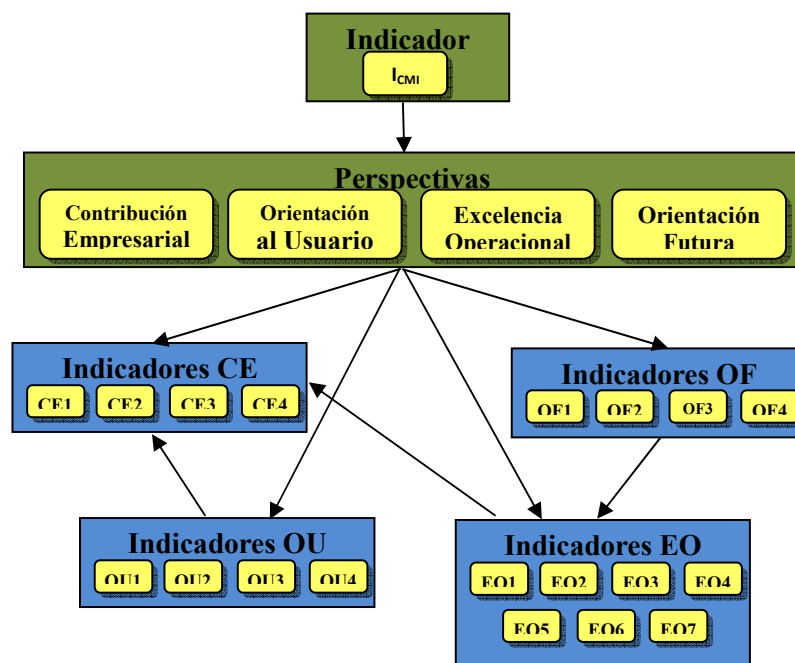 Indicador
ICMI
Perspectivas
Contribución
Empresarial
Orientación
al Usuario
Excelencia
Operacional
Orientación
Futura
Indicadores CE
CE1 CE2 CE3 CE4
Indicadores OF
OF1 OF2 OF3 OF4
Indicadores OU
OU1 OU2 OU3 OU4
Indicadores EO
EO1 EO2 EO3 EO4
EO5 EO6 EO7